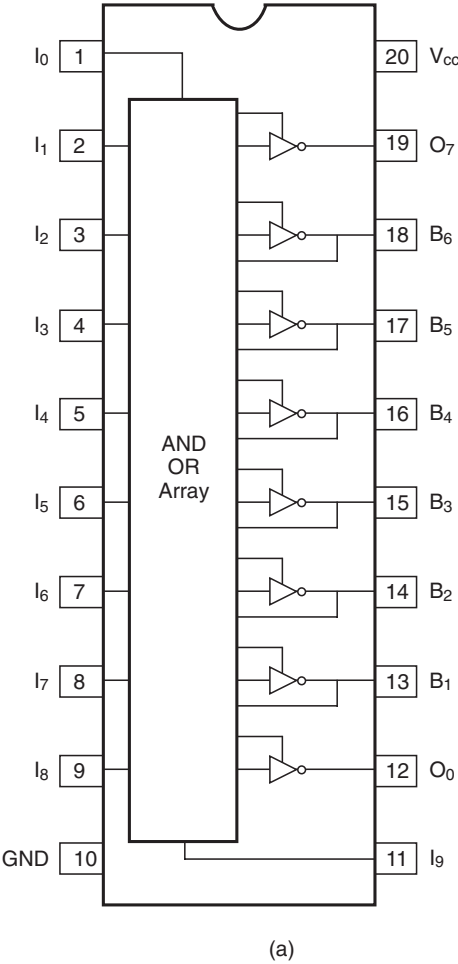 I0 1 20 Vcc
I1 2 19 O7
I2 3 18 B6
I3 4 17 B5
I4 5 16 B4
AND
OR
Array
I5 6 15 B3
I6 7 14 B2
I7 8 13 B1
I8 9 12 O0
GND 10 11 I9
(a)